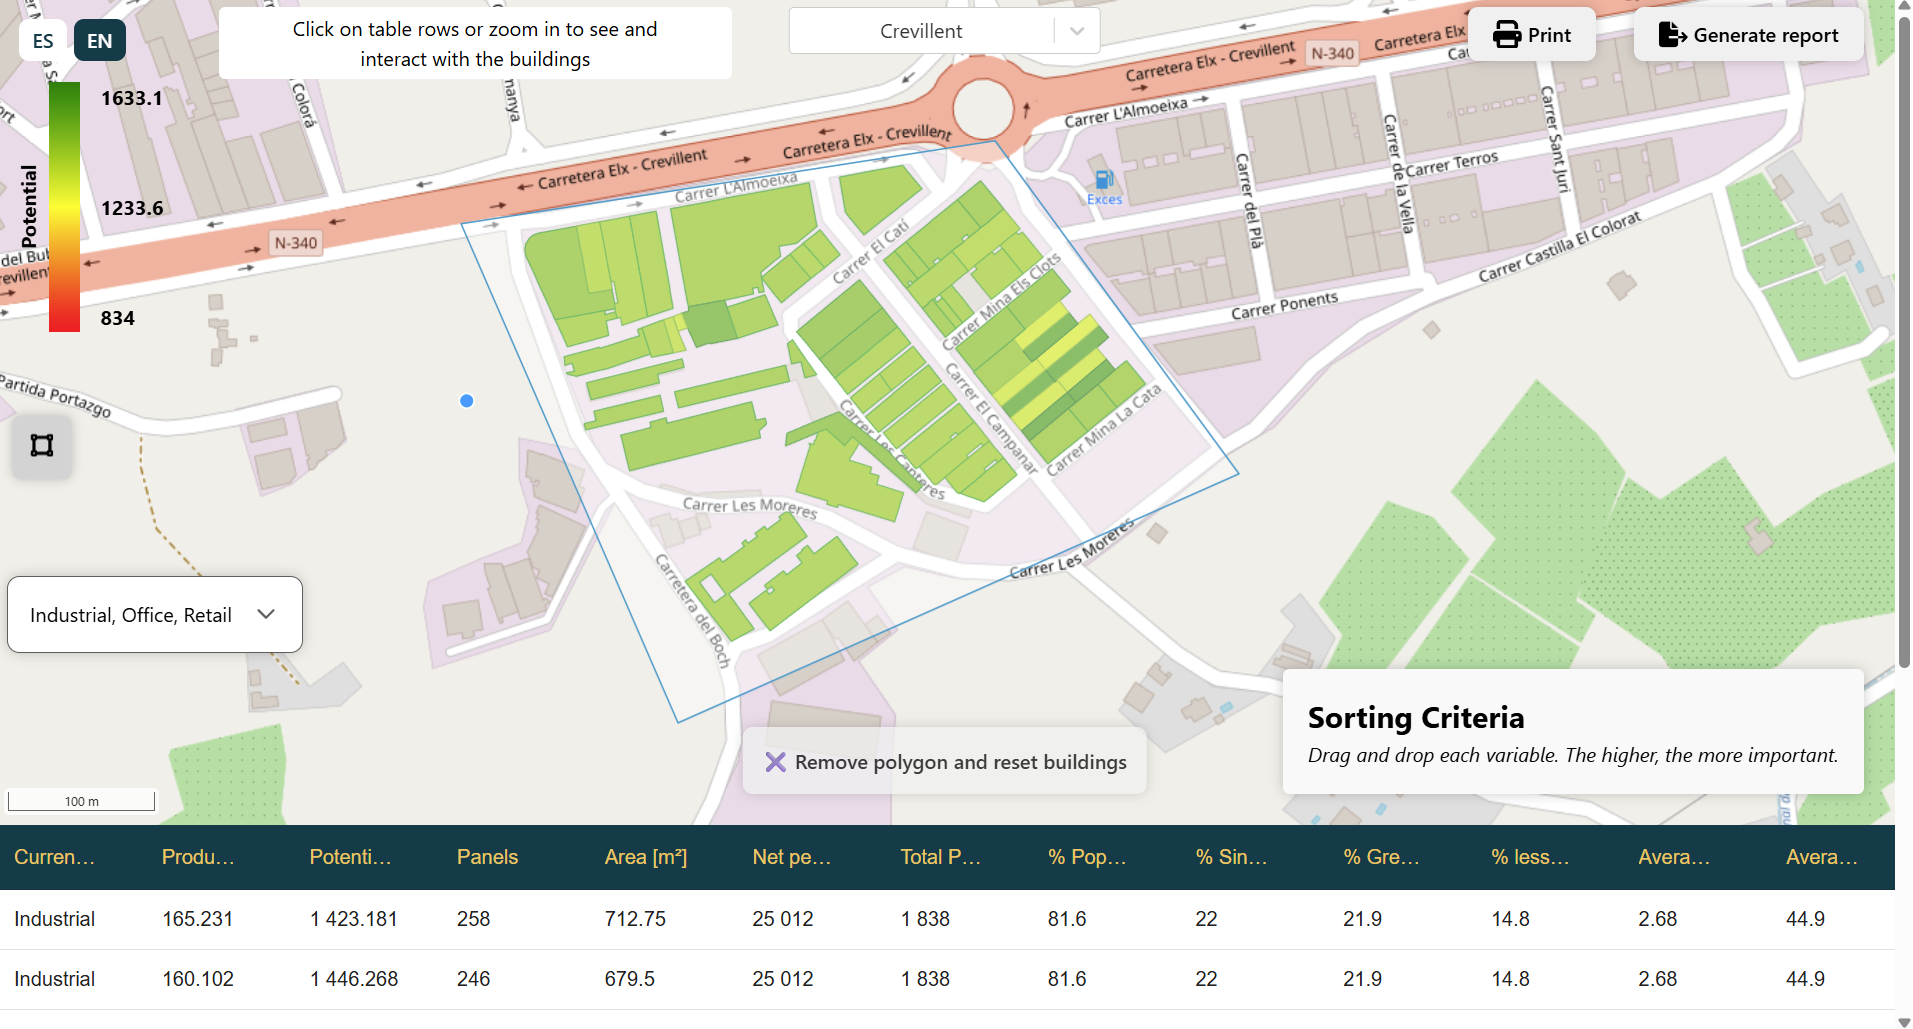 ES
EN
Click on table rows or zoom in to see and
interact with the buildings
Crevillent
Print
Generate report
1633.1
1233.6
834
Potential
Carretera Elx - Crevillent
Carretera Elx - Crevillent
Carretera Elx - Crevillent
Carretera Elx
N-340
N-340
Carrer L'Almoeixa
Carrer L'Almoeixa
Exces
Carrer Terros
Carrer del Plà
Carrer de la Vella
Carrer Sant Juri
Carrer Castilla El Colorat
Carrer Ponents
Carrer El Catí
Carrer Mina Els Clots
Carrer El Campanar
Carrer Mina La Cata
Carrer Les Canteres
Carrer Les Moreres
Carrer Les Moreres
Carretera del Boch
Partida Portazgo
Colorá
Industrial, Office, Retail
100 m
Remove polygon and reset buildings
Sorting Criteria
Drag and drop each variable. The higher, the more important.
Curren… Produ… Potenti… Panels Area [m²] Net pe… Total P… % Pop… % Sin… % Gre… % less… Avera… Avera…
Industrial 165.231 1 423.181 258 712.75 25 012 1 838 81.6 22 21.9 14.8 2.68 44.9
Industrial 160.102 1 446.268 246 679.5 25 012 1 838 81.6 22 21.9 14.8 2.68 44.9